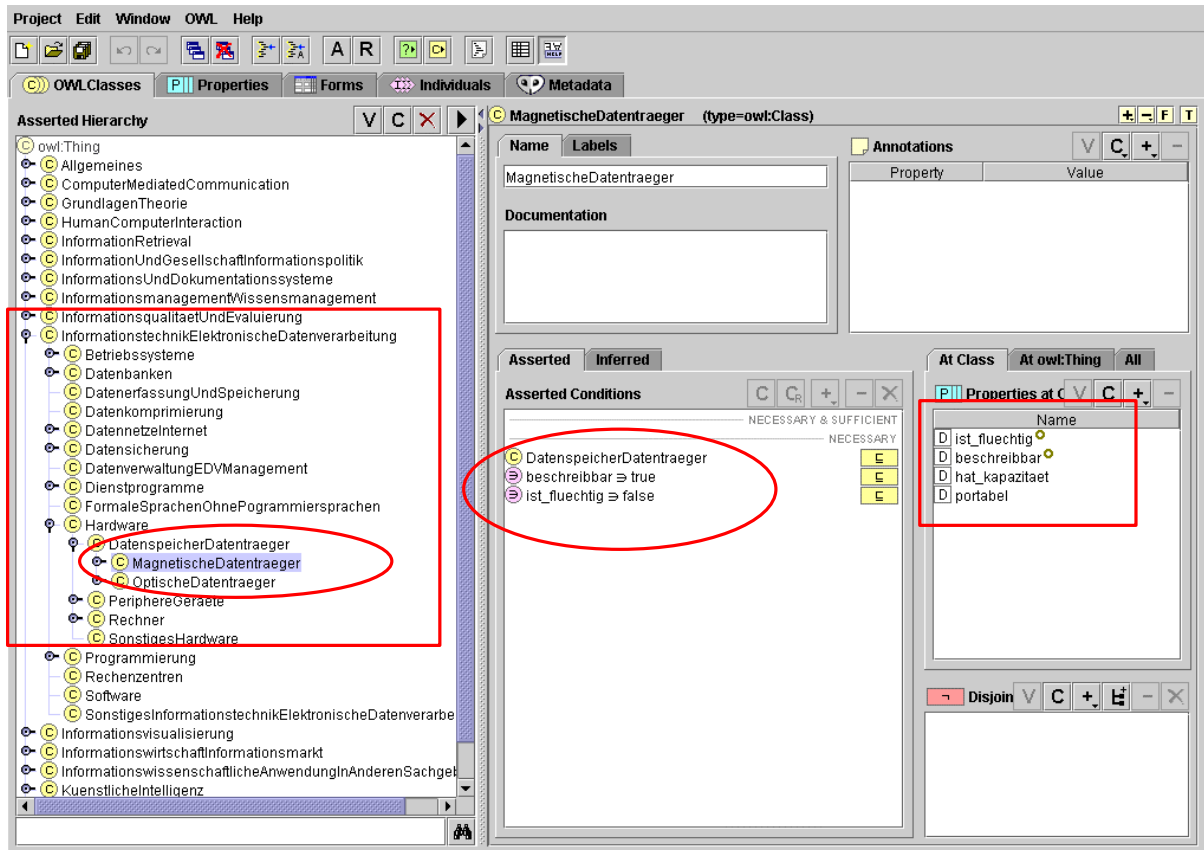 Project Edit Window OWL Help
A R
OWLClasses Properties Forms Individuals Metadata
Asserted Hierarchy V C
owl:Thing
Allgemeines
ComputerMediatedCommunication
GrundlagenTheorie
HumanComputerInteraction
InformationRetrieval
InformationUndGesellschaftInformationspolitik
InformationsUndDokumentationssysteme
InformationsmanagementWissensmanagement
InformationsqualitaetUndEvaluierung
InformationstechnikElektronischeDatenverarbeitung
Betriebssysteme
Datenbanken
DatenerfassungUndSpeicherung
Datenkomprimierung
DatennetzeInternet
Datensicherung
DatenverwaltungEDVManagement
Dienstprogramme
FormaleSprachenOhnePogrammiersprachen
Hardware
DatenspeicherDatentraeger
MagnetischeDatentraeger
OptischeDatentraeger
PeriphereGeraete
Rechner
SonstigesHardware
Programmierung
Rechenzentren
Software
SonstigesInformationstechnikElektronischeDatenverarbe
Informationsvisualisierung
InformationswirtschaftInformationsmarkt
InformationswissenschaftlicheAnwendungInAnderenSachgel
KuenstlicheIntelligenz
MagnetischeDatentraeger (type=owl:Class) + - F T
Name Labels
MagnetischeDatentraeger
Documentation
Annotations V C + -
Property Value
Asserted Inferred
Asserted Conditions C CR + - ×
NECESSARY & SUFFICIENT
NECESSARY
DatenspeicherDatentraeger ⊑
beschreibbar ∋ true ⊑
ist_fluechtig ∋ false ⊑
At Class At owl:Thing All
Properties at C V C + -
Name
D ist_fluechtig
D beschreibbar
D hat_kapazitaet
D portabel
¬ Disjoin V C + - ×